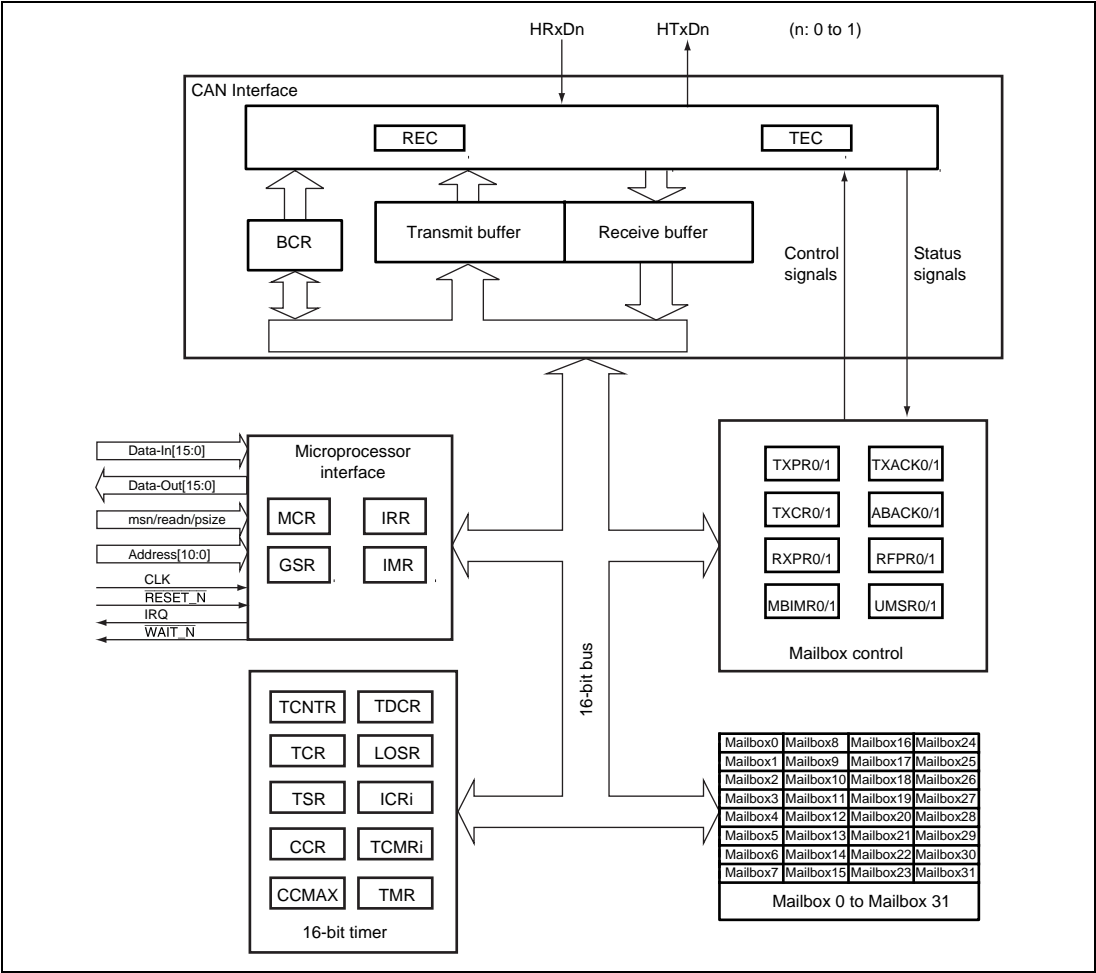 HRxDn HTxDn (n: 0 to 1)
CAN Interface
REC TEC
BCR
Transmit buffer Receive buffer
Control
signals
Status
signals
Data-In[15:0]
Data-Out[15:0]
msn/readn/psize
Address[10:0]
CLK
RESET_N
IRQ
WAIT_N
Microprocessor
interface
MCR IRR
GSR IMR
TXPR0/1 TXACK0/1
TXCR0/1 ABACK0/1
RXPR0/1 RFPR0/1
MBIMR0/1 UMSR0/1
Mailbox control
16-bit bus
TCNTR TDCR
TCR LOSR
TSR ICRi
CCR TCMRi
CCMAX TMR
16-bit timer
Mailbox0 Mailbox8 Mailbox16 Mailbox24
Mailbox1 Mailbox9 Mailbox17 Mailbox25
Mailbox2 Mailbox10 Mailbox18 Mailbox26
Mailbox3 Mailbox11 Mailbox19 Mailbox27
Mailbox4 Mailbox12 Mailbox20 Mailbox28
Mailbox5 Mailbox13 Mailbox21 Mailbox29
Mailbox6 Mailbox14 Mailbox22 Mailbox30
Mailbox7 Mailbox15 Mailbox23 Mailbox31
Mailbox 0 to Mailbox 31